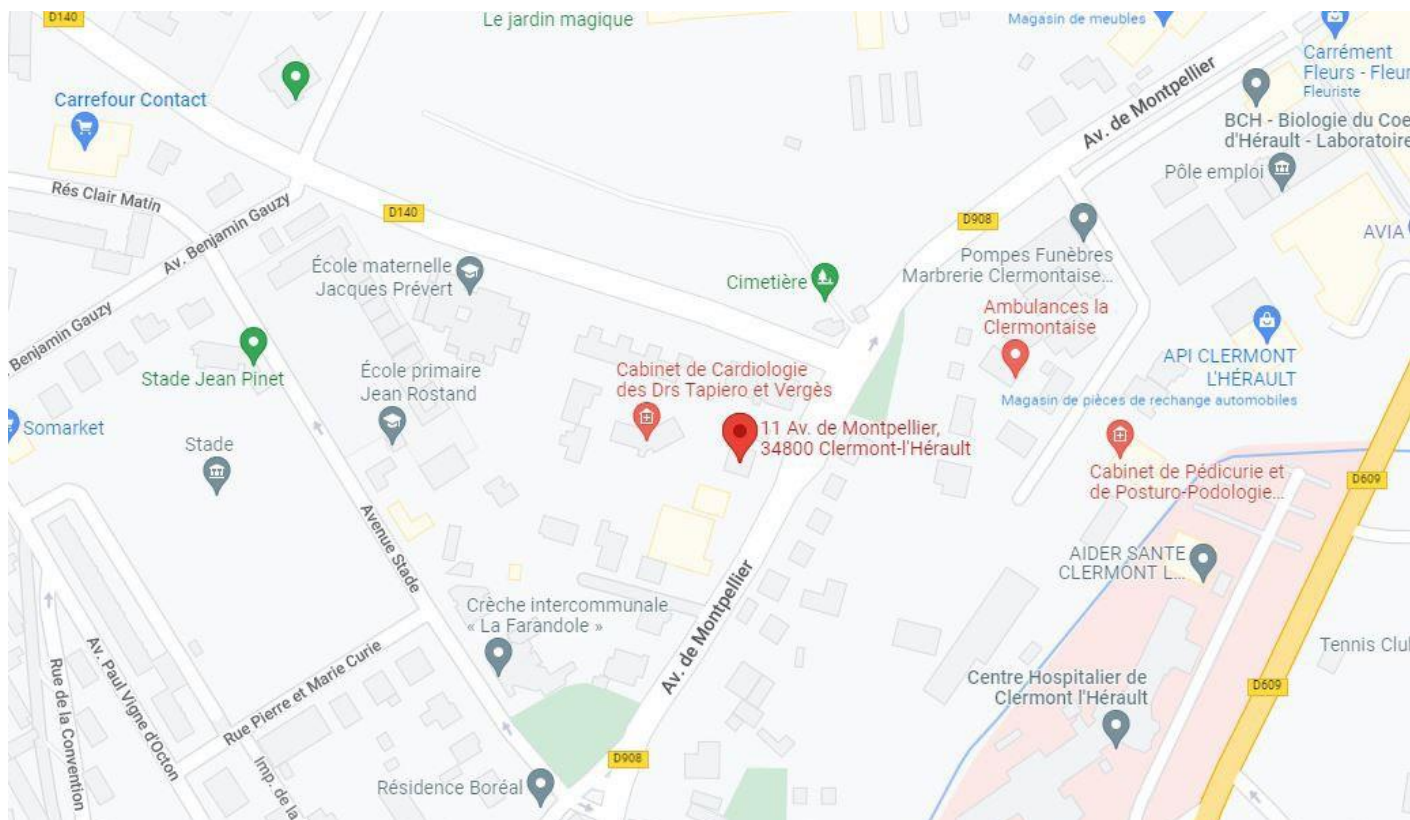 D140
Le jardin magique
Magasin de meubles
Carrément
Fleurs - Fleur
Fleuriste
Carrefour Contact
Av. de Montpellier
BCH - Biologie du Coe
d'Hérault - Laboratoire
Pôle emploi
Rés Clair Matin
Av. Benjamin Gauzy
D140
D908
AVIA
École maternelle
Jacques Prévert
Cimetière
Pompes Funèbres
Marbrerie Clermontaise...
Ambulances la
Clermontaise
Benjamin Gauzy
Stade Jean Pinet
École primaire
Jean Rostand
Cabinet de Cardiologie
des Drs Tapiero et Vergès
API CLERMONT
L'HÉRAULT
Magasin de pièces de rechange automobiles
Somarket
Stade
11 Av. de Montpellier,
34800 Clermont-l'Hérault
Cabinet de Pédicurie et
de Posturo-Podologie...
D609
Avenue Stade
AIDER SANTE
CLERMONT L...
Crèche intercommunale
« La Farandole »
Av. de Montpellier
Av. Paul Vigne d'Octon
Rue de la Convention
Rue Pierre et Marie Curie
Tennis Clu
Centre Hospitalier de
Clermont l'Hérault
D609
Imp. de la
D908
Résidence Boréal